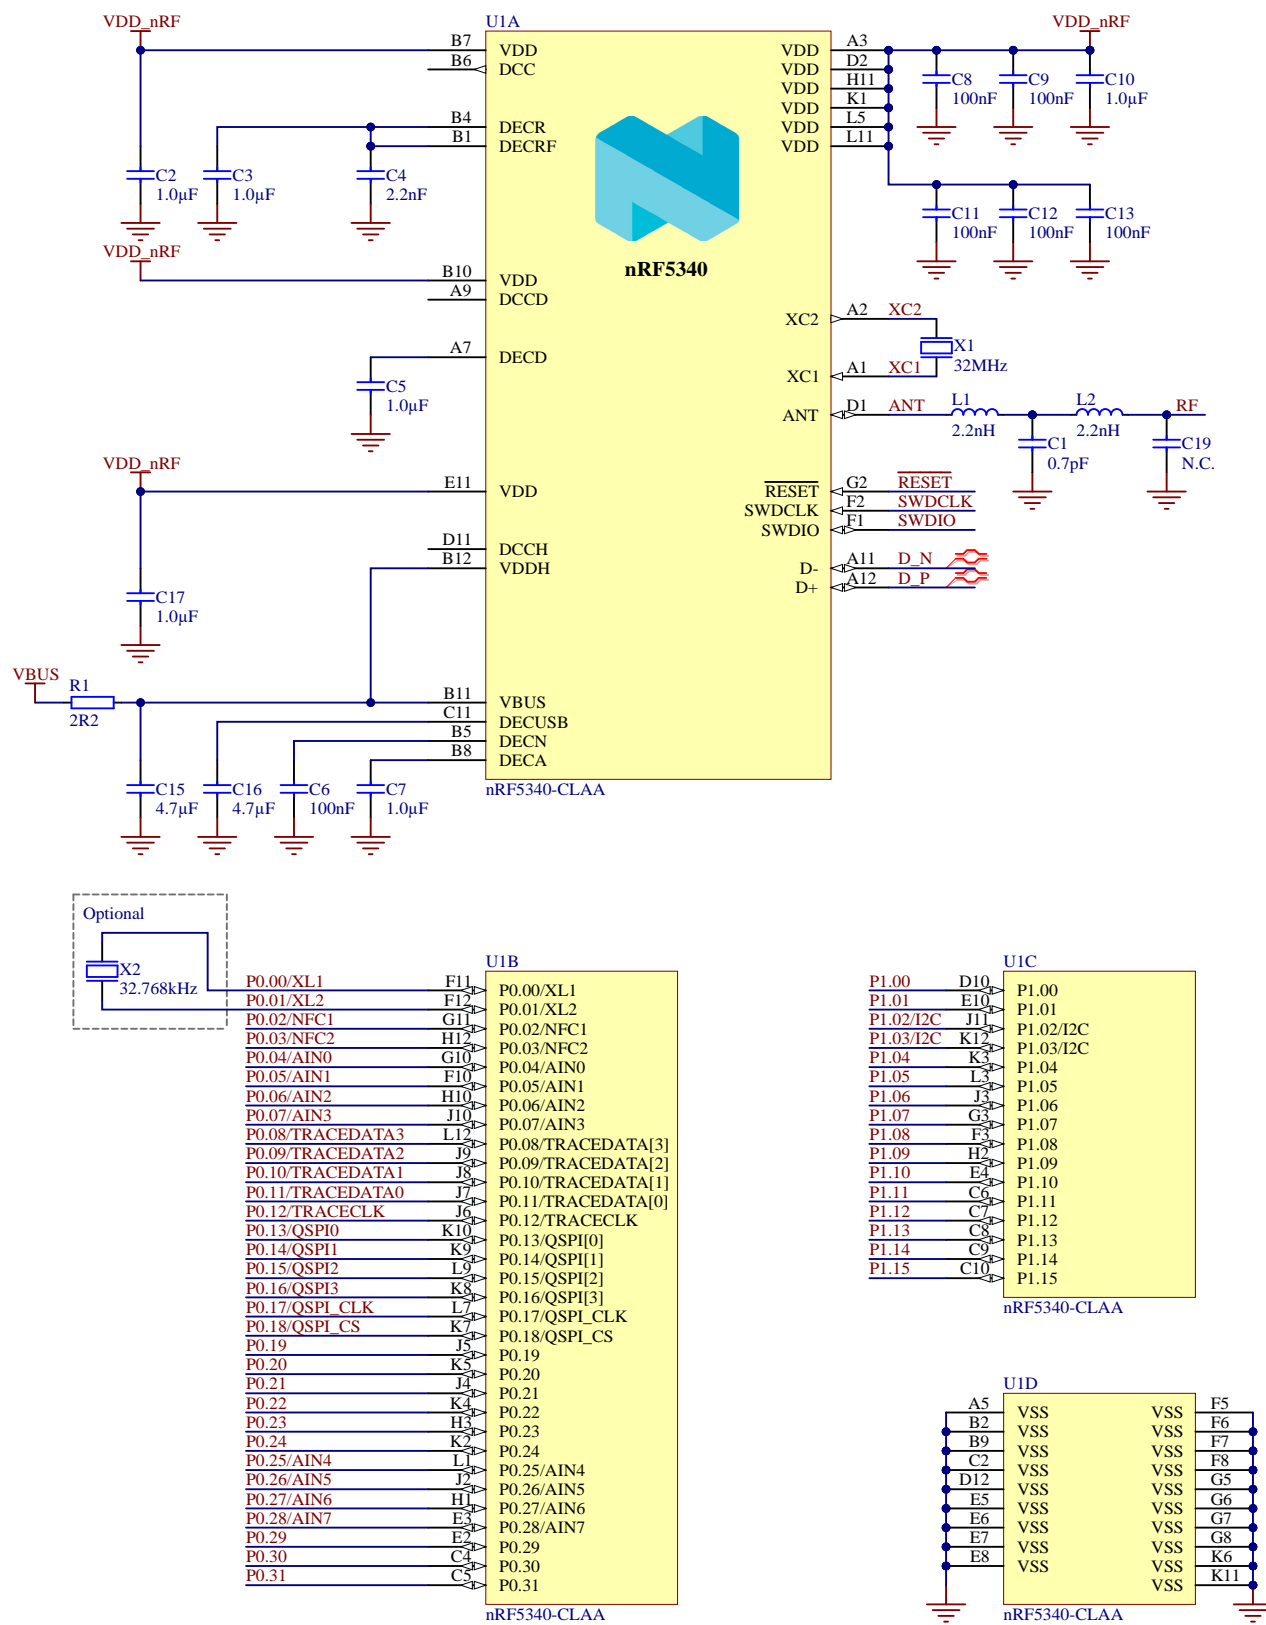 U1A
VDD_nRF
VDD_nRF
B7 VDD
B6 DCC
B4 DECR
B1 DECRF
C2 1.0µF
C3 1.0µF
C4 2.2nF
VDD_nRF
B10 VDD
A9 DCCD
A7 DECD
C5 1.0µF
VDD_nRF
E11 VDD
D11 DCCH
B12 VDDH
C17 1.0µF
VBUS
R1
2R2
B11 VBUS
C11 DECUSB
B5 DECN
B8 DECA
C15 4.7µF
C16 4.7µF
C6 100nF
C7 1.0µF
nRF5340
VDD A3
VDD D2
VDD H11
VDD K1
VDD L5
VDD L11
C8 100nF
C9 100nF
C10 1.0µF
C11 100nF
C12 100nF
C13 100nF
XC2 A2 XC2
X1
32MHz
XC1 A1 XC1
ANT D1 ANT
L1
2.2nH
L2
2.2nH
RF
C1
0.7pF
C19
N.C.
RESET G2 RESET
SWDCLK F2 SWDCLK
SWDIO F1 SWDIO
D- A11 D_N
D+ A12 D_P
nRF5340-CLAA
Optional
X2
32.768kHz
U1B
P0.00/XL1 F11 P0.00/XL1
P0.01/XL2 F12 P0.01/XL2
P0.02/NFC1 G11 P0.02/NFC1
P0.03/NFC2 H12 P0.03/NFC2
P0.04/AIN0 G10 P0.04/AIN0
P0.05/AIN1 F10 P0.05/AIN1
P0.06/AIN2 H10 P0.06/AIN2
P0.07/AIN3 J10 P0.07/AIN3
P0.08/TRACEDATA3 L12 P0.08/TRACEDATA[3]
P0.09/TRACEDATA2 J9 P0.09/TRACEDATA[2]
P0.10/TRACEDATA1 J8 P0.10/TRACEDATA[1]
P0.11/TRACEDATA0 J7 P0.11/TRACEDATA[0]
P0.12/TRACECLK J6 P0.12/TRACECLK
P0.13/QSPI0 K10 P0.13/QSPI[0]
P0.14/QSPI1 K9 P0.14/QSPI[1]
P0.15/QSPI2 L9 P0.15/QSPI[2]
P0.16/QSPI3 K8 P0.16/QSPI[3]
P0.17/QSPI_CLK L7 P0.17/QSPI_CLK
P0.18/QSPI_CS K7 P0.18/QSPI_CS
P0.19 J5 P0.19
P0.20 K5 P0.20
P0.21 J4 P0.21
P0.22 K4 P0.22
P0.23 H3 P0.23
P0.24 K2 P0.24
P0.25/AIN4 L1 P0.25/AIN4
P0.26/AIN5 J2 P0.26/AIN5
P0.27/AIN6 H1 P0.27/AIN6
P0.28/AIN7 E3 P0.28/AIN7
P0.29 E2 P0.29
P0.30 C4 P0.30
P0.31 C5 P0.31
nRF5340-CLAA
U1C
P1.00 D10 P1.00
P1.01 E10 P1.01
P1.02/I2C J11 P1.02/I2C
P1.03/I2C K12 P1.03/I2C
P1.04 K3 P1.04
P1.05 L3 P1.05
P1.06 J3 P1.06
P1.07 G3 P1.07
P1.08 F3 P1.08
P1.09 H2 P1.09
P1.10 E4 P1.10
P1.11 C6 P1.11
P1.12 C7 P1.12
P1.13 C8 P1.13
P1.14 C9 P1.14
P1.15 C10 P1.15
nRF5340-CLAA
U1D
A5 VSS VSS F5
B2 VSS VSS F6
B9 VSS VSS F7
C2 VSS VSS F8
D12 VSS VSS G5
E5 VSS VSS G6
E6 VSS VSS G7
E7 VSS VSS G8
E8 VSS VSS K6
VSS K11
nRF5340-CLAA